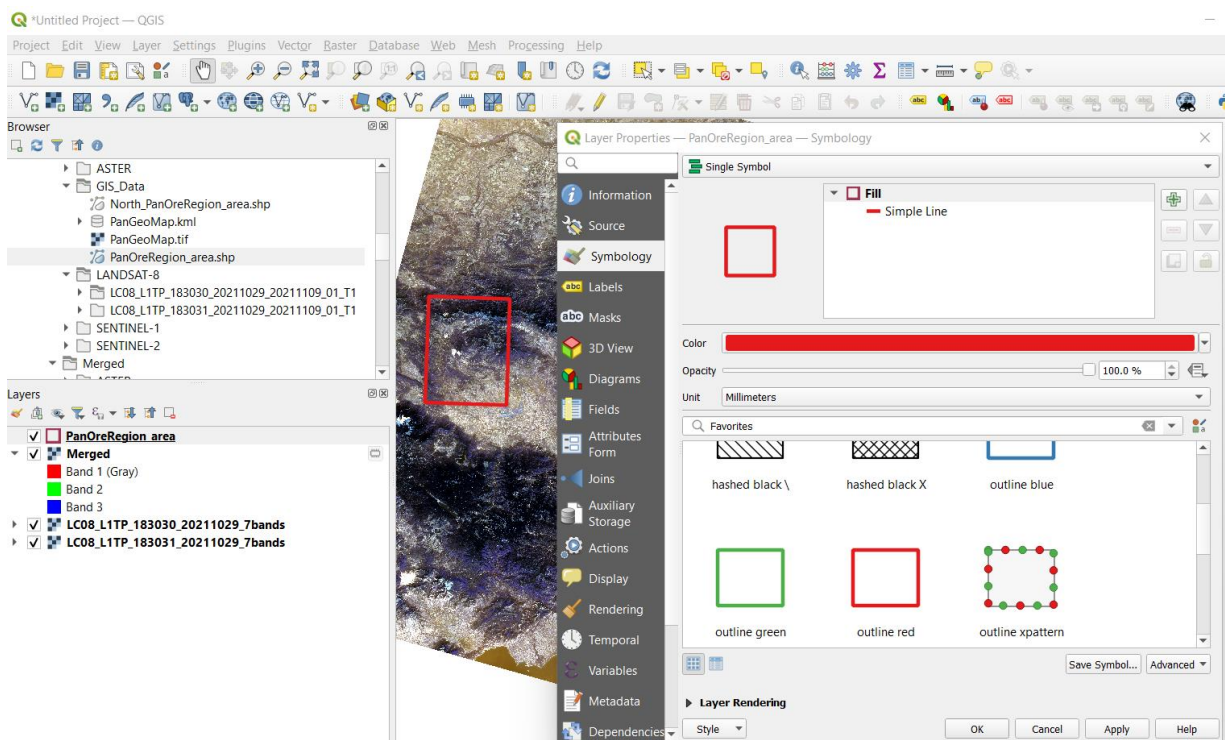 *Untitled Project — QGIS
Project Edit View Layer Settings Plugins Vector Raster Database Web Mesh Processing Help
Browser
ASTER
GIS_Data
North_PanOreRegion_area.shp
PanGeoMap.kml
PanGeoMap.tif
PanOreRegion_area.shp
LANDSAT-8
LC08_L1TP_183030_20211029_20211109_01_T1
LC08_L1TP_183031_20211029_20211109_01_T1
SENTINEL-1
SENTINEL-2
Merged
Layers
PanOreRegion_area
Merged
Band 1 (Gray)
Band 2
Band 3
LC08_L1TP_183030_20211029_7bands
LC08_L1TP_183031_20211029_7bands
Layer Properties — PanOreRegion_area — Symbology
Information
Source
Symbology
abc Labels
abc Masks
3D View
Diagrams
Fields
Attributes
Form
Joins
Auxiliary
Storage
Actions
Display
Rendering
Temporal
Variables
Metadata
Dependencies
Single Symbol
Fill
Simple Line
Color
Opacity 100.0 %
Unit Millimeters
Favorites
hashed black \ hashed black X outline blue
outline green outline red outline xpattern
Save Symbol... Advanced
Layer Rendering
Style OK Cancel Apply Help